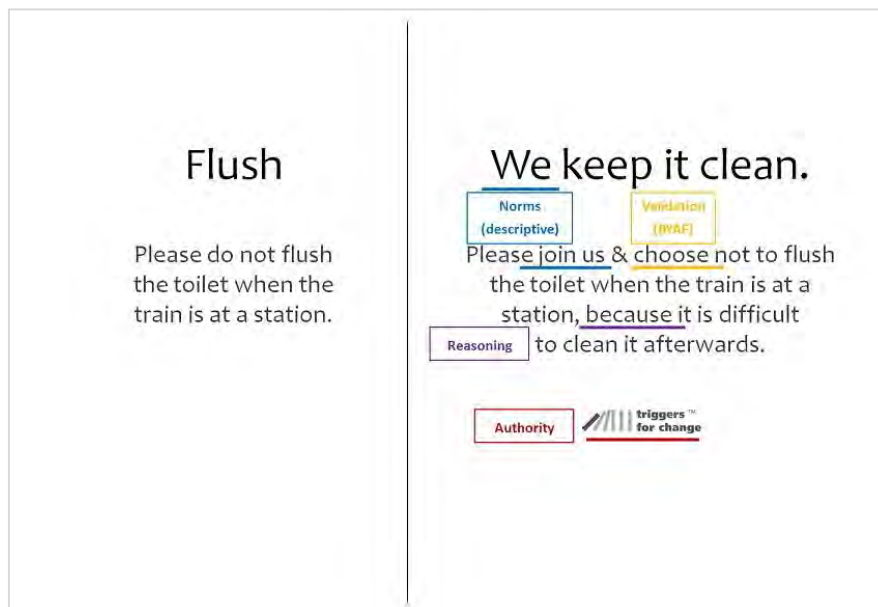 Flush
Please do not flush
the toilet when the
train is at a station.
We keep it clean.
Norms
(descriptive)
Validation
(BYAF)
Please join us & choose not to flush
the toilet when the train is at a
station, because it is difficult
Reasoning
to clean it afterwards.
Authority
triggers ™
for change